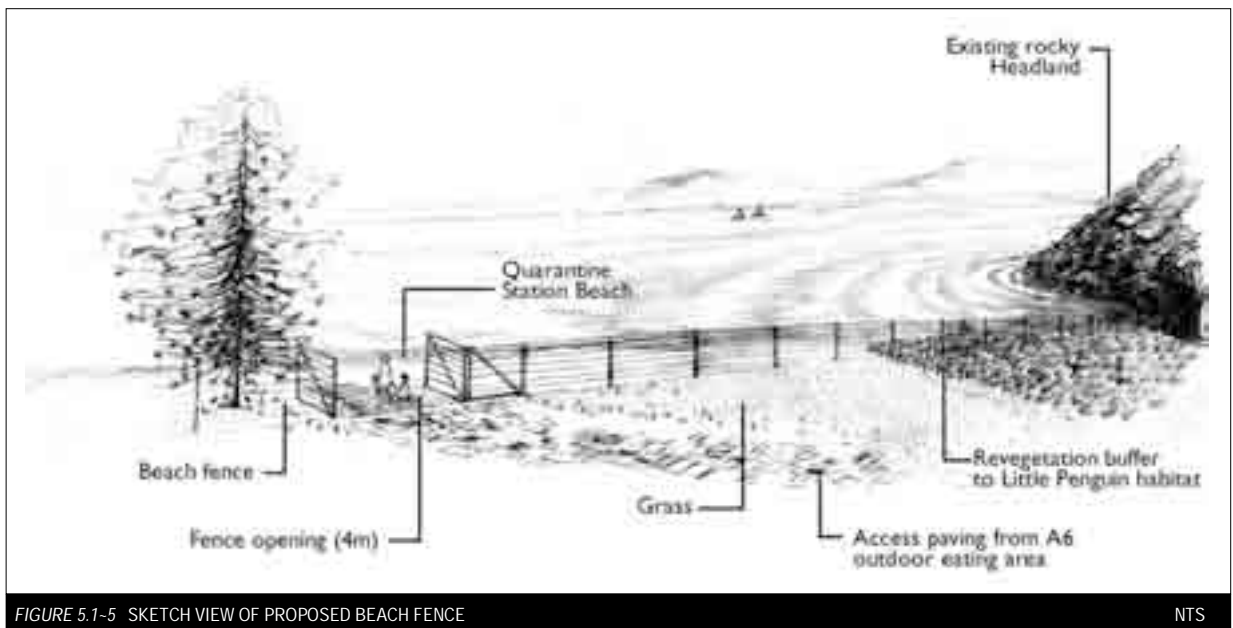 Existing rocky
Headland
Quarantine
Station Beach
Beach fence
Revegetation buffer
to Little Penguin habitat
Grass
Fence opening (4m)
Access paving from A6
outdoor eating area
FIGURE 5.1~5 SKETCH VIEW OF PROPOSED BEACH FENCE NTS